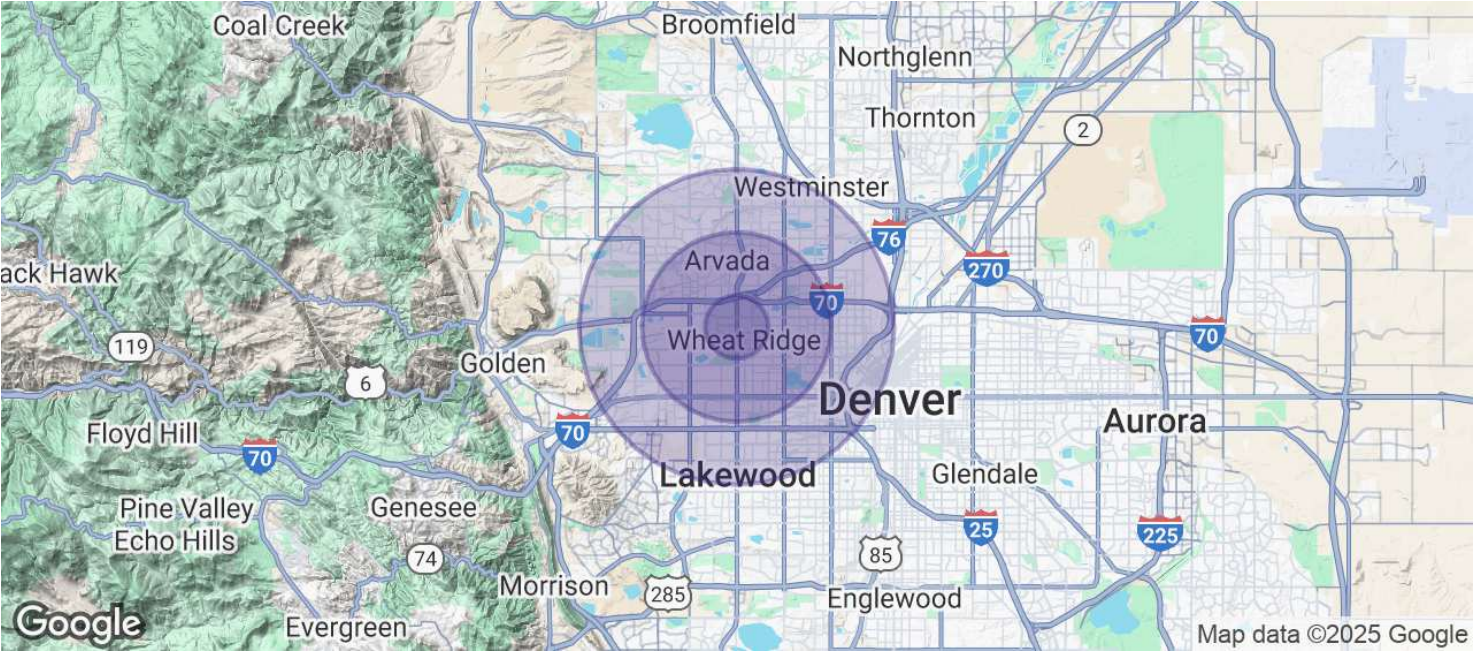 Coal Creek
Broomfield
Northglenn
Thornton
2
Westminster
76
Arvada
270
ack Hawk
70
119
Wheat Ridge
70
Golden
6
Denver
Aurora
Floyd Hill
70
70
Lakewood
Glendale
Pine Valley
Genesee
Echo Hills
25
225
74
85
Morrison
285
Englewood
Google
Evergreen
Map data ©2025 Google